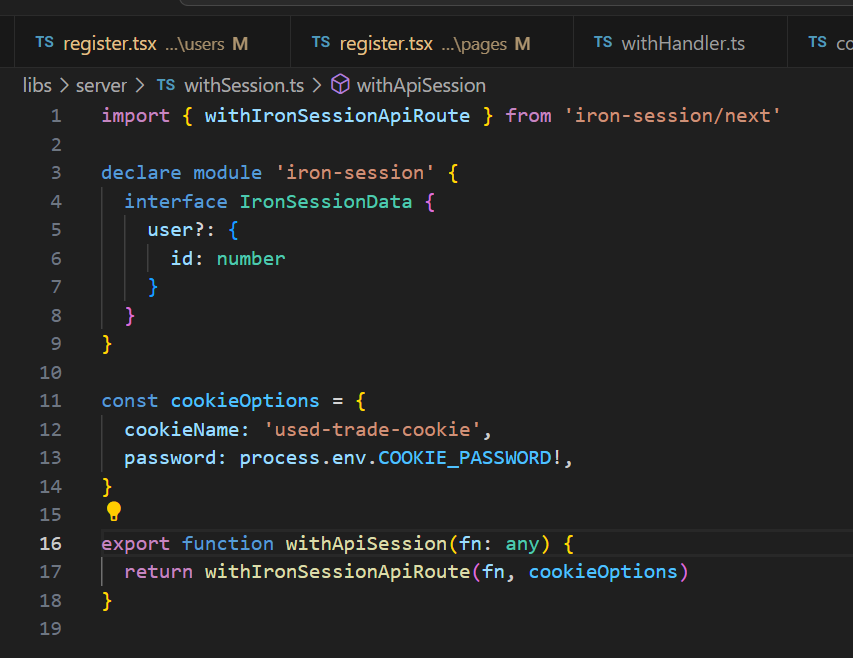 TS register.tsx ...\users M TS register.tsx ...\pages M TS withHandler.ts TS co
libs > server > TS withSession.ts > withApiSession
1 import { withIronSessionApiRoute } from 'iron-session/next'
2
3 declare module 'iron-session' {
4 interface IronSessionData {
5 user?: {
6 id: number
7 }
8 }
9 }
10
11 const cookieOptions = {
12 cookieName: 'used-trade-cookie',
13 password: process.env.COOKIE_PASSWORD!,
14 }
15
16 export function withApiSession(fn: any) {
17 return withIronSessionApiRoute(fn, cookieOptions)
18 }
19